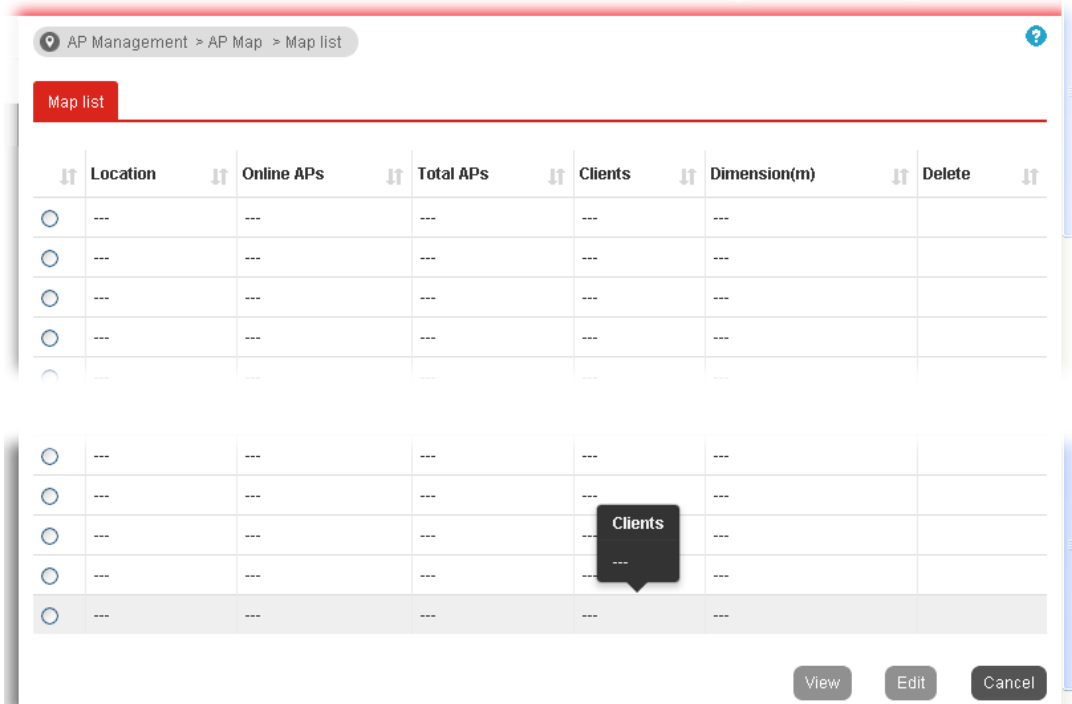 AP Management > AP Map > Map list
?
Map list
Location Online APs Total APs Clients Dimension(m) Delete
--- --- --- --- ---
--- --- --- --- ---
--- --- --- --- ---
--- --- --- --- ---
--- --- --- --- ---
--- --- --- --- ---
--- --- --- --- ---
Clients
--- --- --- --- ---
---
--- --- --- --- ---
--- --- --- --- ---
View Edit Cancel